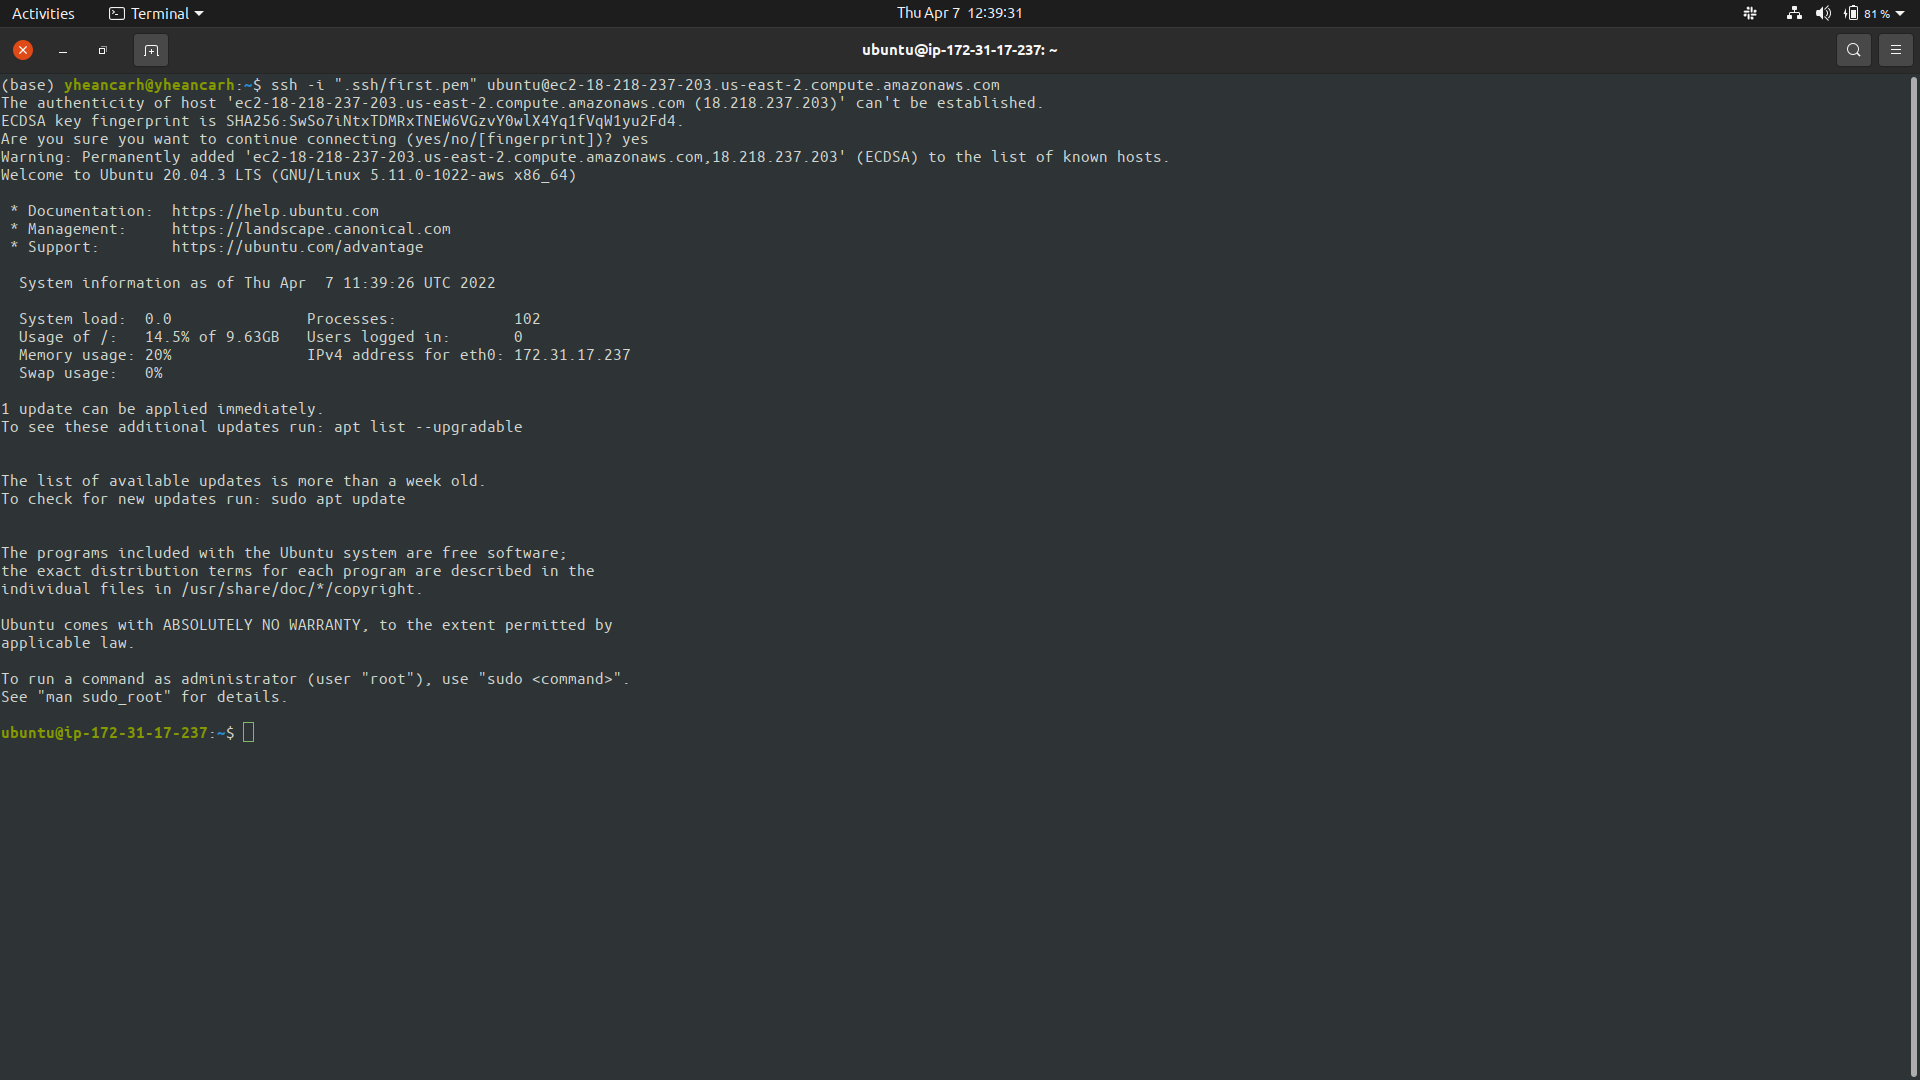 Activities Terminal Thu Apr 7 12:39:31 81 %
ubuntu@ip-172-31-17-237: ~
(base) yheancarh@yheancarh:~$ ssh -i ".ssh/first.pem" ubuntu@ec2-18-218-237-203.us-east-2.compute.amazonaws.com
The authenticity of host 'ec2-18-218-237-203.us-east-2.compute.amazonaws.com (18.218.237.203)' can't be established.
ECDSA key fingerprint is SHA256:SwSo7iNtxTDMRxTNEW6VGzvY0wlX4Yq1fVqW1yu2Fd4.
Are you sure you want to continue connecting (yes/no/[fingerprint])? yes
Warning: Permanently added 'ec2-18-218-237-203.us-east-2.compute.amazonaws.com,18.218.237.203' (ECDSA) to the list of known hosts.
Welcome to Ubuntu 20.04.3 LTS (GNU/Linux 5.11.0-1022-aws x86_64)

 * Documentation:  https://help.ubuntu.com
 * Management:     https://landscape.canonical.com
 * Support:        https://ubuntu.com/advantage

  System information as of Thu Apr  7 11:39:26 UTC 2022

  System load:  0.0               Processes:             102
  Usage of /:   14.5% of 9.63GB   Users logged in:       0
  Memory usage: 20%               IPv4 address for eth0: 172.31.17.237
  Swap usage:   0%

1 update can be applied immediately.
To see these additional updates run: apt list --upgradable

The list of available updates is more than a week old.
To check for new updates run: sudo apt update

The programs included with the Ubuntu system are free software;
the exact distribution terms for each program are described in the
individual files in /usr/share/doc/*/copyright.

Ubuntu comes with ABSOLUTELY NO WARRANTY, to the extent permitted by
applicable law.

To run a command as administrator (user "root"), use "sudo <command>".
See "man sudo_root" for details.

ubuntu@ip-172-31-17-237:~$